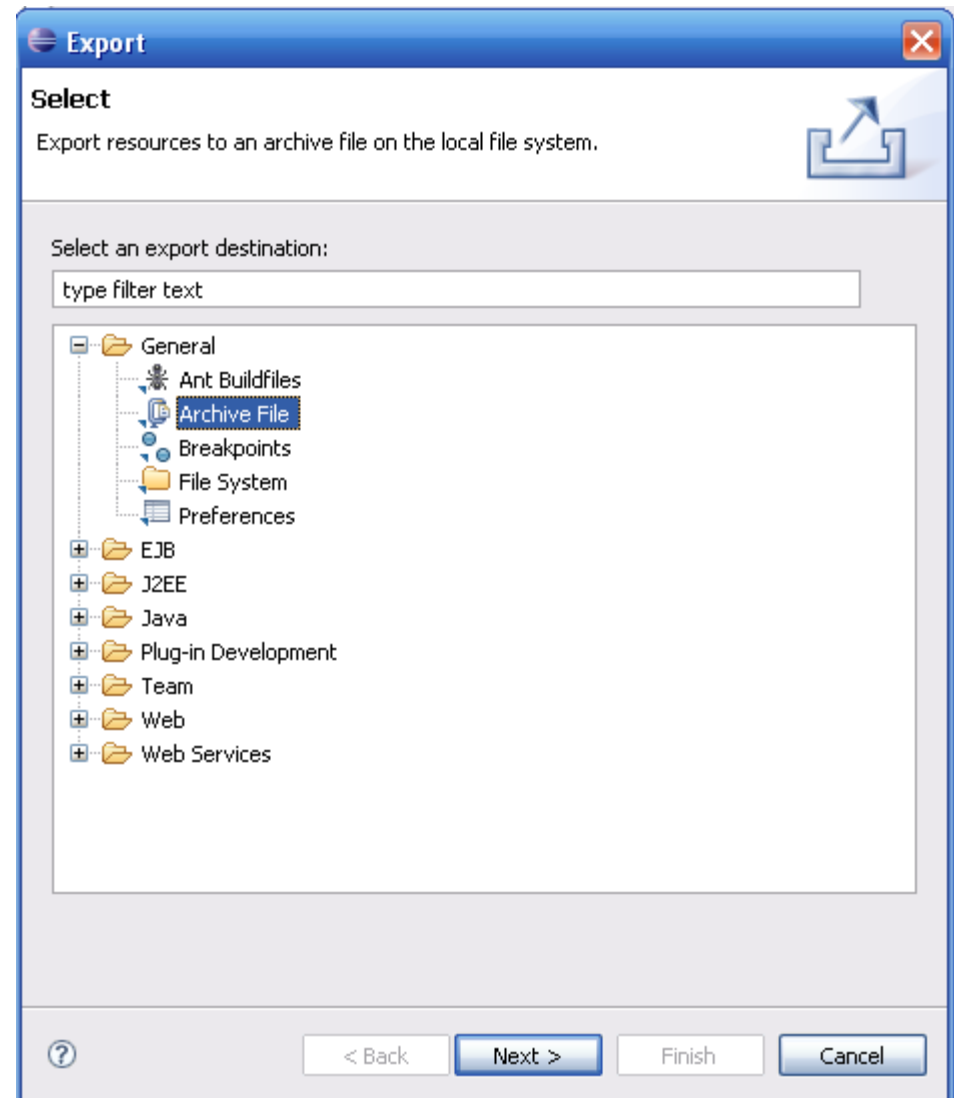 Export
Select
Export resources to an archive file on the local file system.
Select an export destination:
type filter text
General
Ant Buildfiles
Archive File
Breakpoints
File System
Preferences
EJB
J2EE
Java
Plug-in Development
Team
Web
Web Services
< Back Next > Finish Cancel